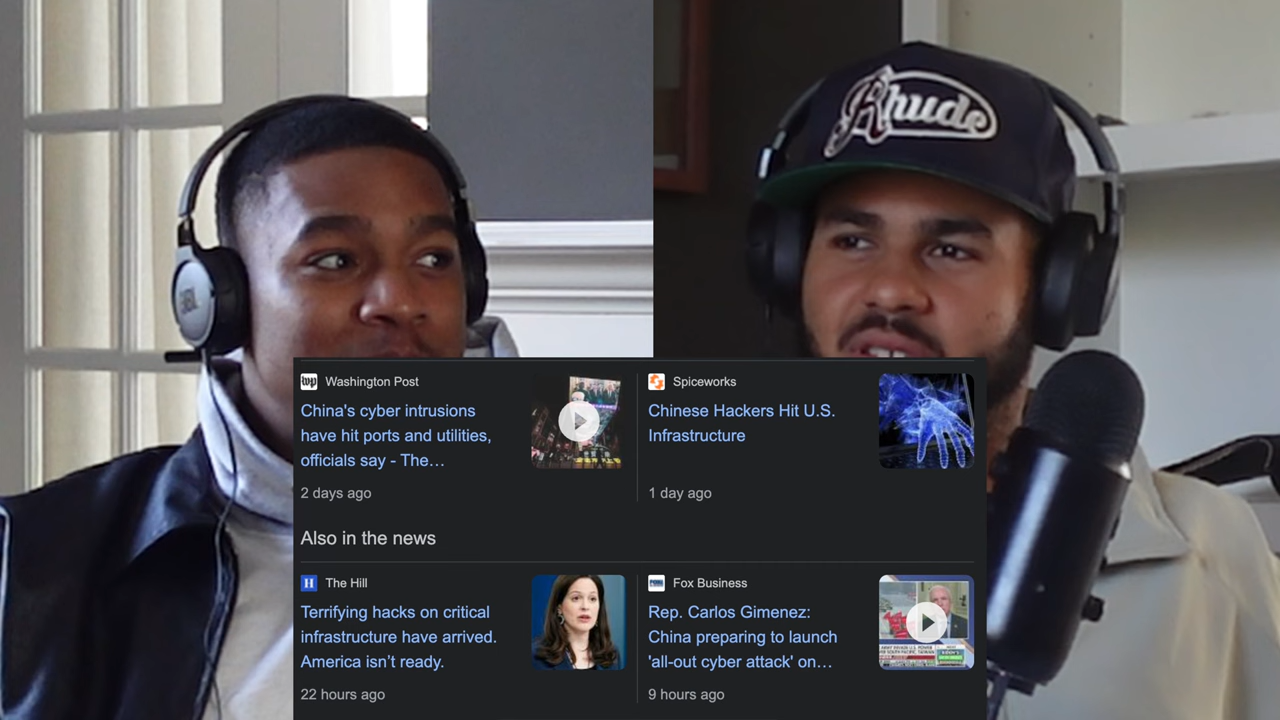 Rhude
JBL
Washington Post
China's cyber intrusions
have hit ports and utilities,
officials say - The...
2 days ago
Spiceworks
Chinese Hackers Hit U.S.
Infrastructure
1 day ago
Also in the news
The Hill
Terrifying hacks on critical
infrastructure have arrived.
America isn't ready.
22 hours ago
Fox Business
Rep. Carlos Gimenez:
China preparing to launch
'all-out cyber attack' on...
9 hours ago